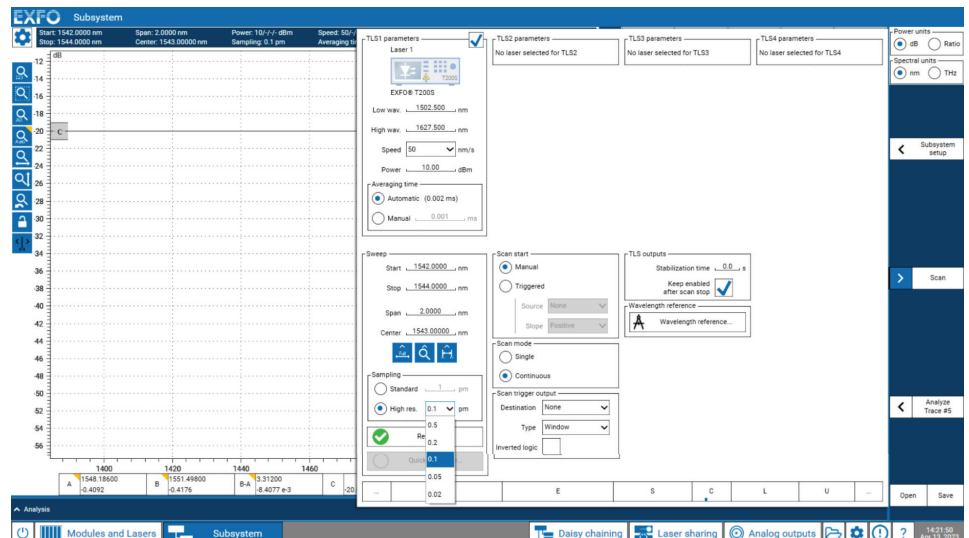 EXFO Subsystem
Start: 1542.0000 nm Span: 2.0000 nm Power: 10/-/-/- dBm Speed: 50/-/
Stop: 1544.0000 nm Center: 1543.00000 nm Sampling: 0.1 pm Averaging ti
dB
-12
-14
-16
-18
-20
C
-22
-24
-26
-28
-30
-32
-34
-36
-38
-40
-42
-44
-46
-48
-50
-52
-54
-56
1400 1420 1440 1460
A 1548.18600 -0.4092
B 1551.49800 -0.4176
B-A 3.31200 -8.4077 e-3
C -20.
Analysis
TLS1 parameters
Laser 1
T200S
EXFO® T200S
Low wav. 1502.500 nm
High wav. 1627.500 nm
Speed 50 nm/s
Power 10.00 dBm
Averaging time
Automatic (0.002 ms)
Manual 0.001 ms
TLS2 parameters
No laser selected for TLS2
TLS3 parameters
No laser selected for TLS3
TLS4 parameters
No laser selected for TLS4
Sweep
Start 1542.0000 nm
Stop 1544.0000 nm
Span 2.0000 nm
Center 1543.00000 nm
Full
Sampling
Standard 1 pm
High res. 0.1 pm
0.5
0.2
0.1
0.05
0.02
Re
Quick
Scan start
Manual
Triggered
Source None
Slope Positive
Scan mode
Single
Continuous
Scan trigger output
Destination None
Type Window
Inverted logic
TLS outputs
Stabilization time 0.0 s
Keep enabled
after scan stop
Wavelength reference
Wavelength reference...
... E S C L U ...
Power units
dB Ratio
Spectral units
nm THz
Subsystem
setup
Scan
Analyze
Trace #5
Open Save
Modules and Lasers Subsystem Daisy chaining Laser sharing Analog outputs ? 14:21:50
Apr 13, 2023